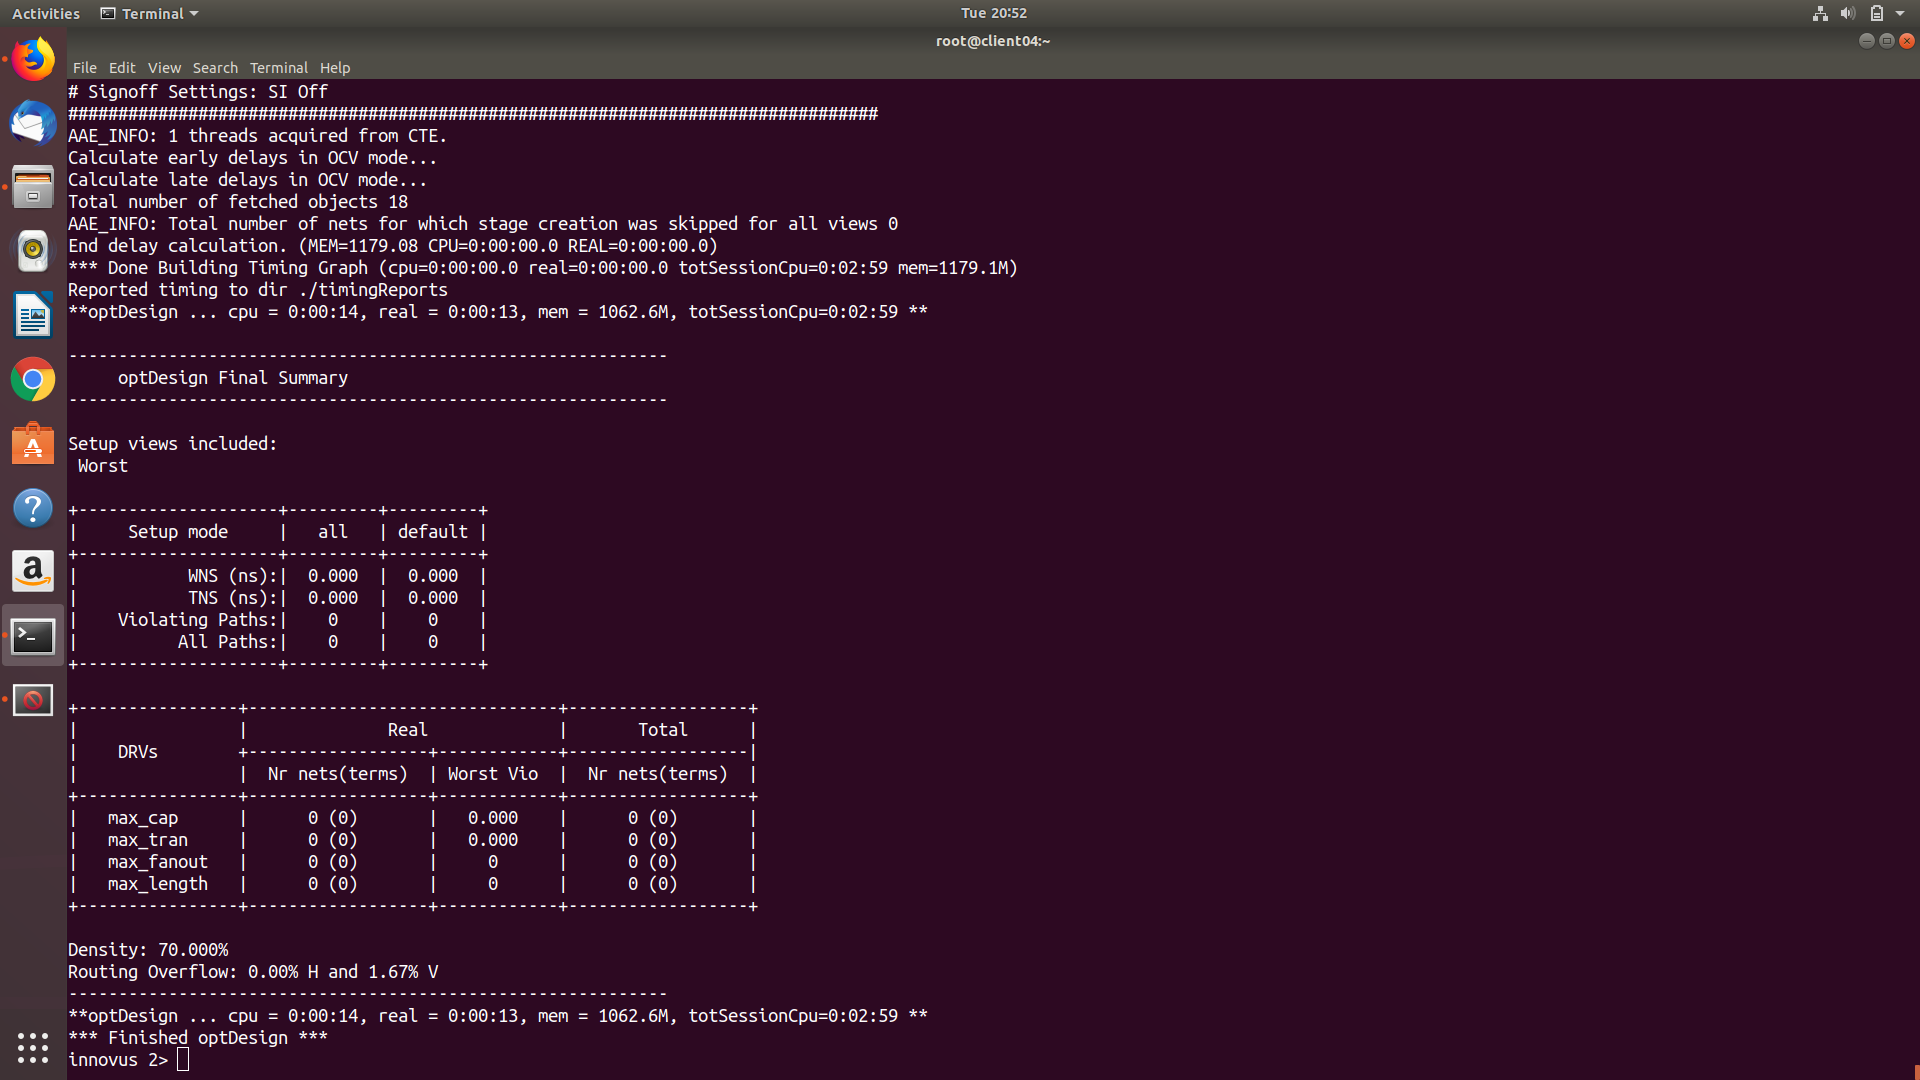 Activities Terminal Tue 20:52
root@client04:~
File Edit View Search Terminal Help
# Signoff Settings: SI Off
#################################################################################
AAE_INFO: 1 threads acquired from CTE.
Calculate early delays in OCV mode...
Calculate late delays in OCV mode...
Total number of fetched objects 18
AAE_INFO: Total number of nets for which stage creation was skipped for all views 0
End delay calculation. (MEM=1179.08 CPU=0:00:00.0 REAL=0:00:00.0)
*** Done Building Timing Graph (cpu=0:00:00.0 real=0:00:00.0 totSessionCpu=0:02:59 mem=1179.1M)
Reported timing to dir ./timingReports
**optDesign ... cpu = 0:00:14, real = 0:00:13, mem = 1062.6M, totSessionCpu=0:02:59 **
------------------------------------------------------------
     optDesign Final Summary
------------------------------------------------------------
Setup views included:
 Worst
+--------------------+---------+---------+
|     Setup mode     |   all   | default |
+--------------------+---------+---------+
|           WNS (ns):|  0.000  |  0.000  |
|           TNS (ns):|  0.000  |  0.000  |
|    Violating Paths:|    0    |    0    |
|          All Paths:|    0    |    0    |
+--------------------+---------+---------+
+----------------+-------------------------------+------------------+
|                |              Real             |       Total      |
|    DRVs        +------------------+------------+------------------|
|                |  Nr nets(terms)  | Worst Vio  |  Nr nets(terms)  |
+----------------+------------------+------------+------------------+
|   max_cap      |      0 (0)       |   0.000    |      0 (0)       |
|   max_tran     |      0 (0)       |   0.000    |      0 (0)       |
|   max_fanout   |      0 (0)       |     0      |      0 (0)       |
|   max_length   |      0 (0)       |     0      |      0 (0)       |
+----------------+------------------+------------+------------------+
Density: 70.000%
Routing Overflow: 0.00% H and 1.67% V
------------------------------------------------------------
**optDesign ... cpu = 0:00:14, real = 0:00:13, mem = 1062.6M, totSessionCpu=0:02:59 **
*** Finished optDesign ***
innovus 2>